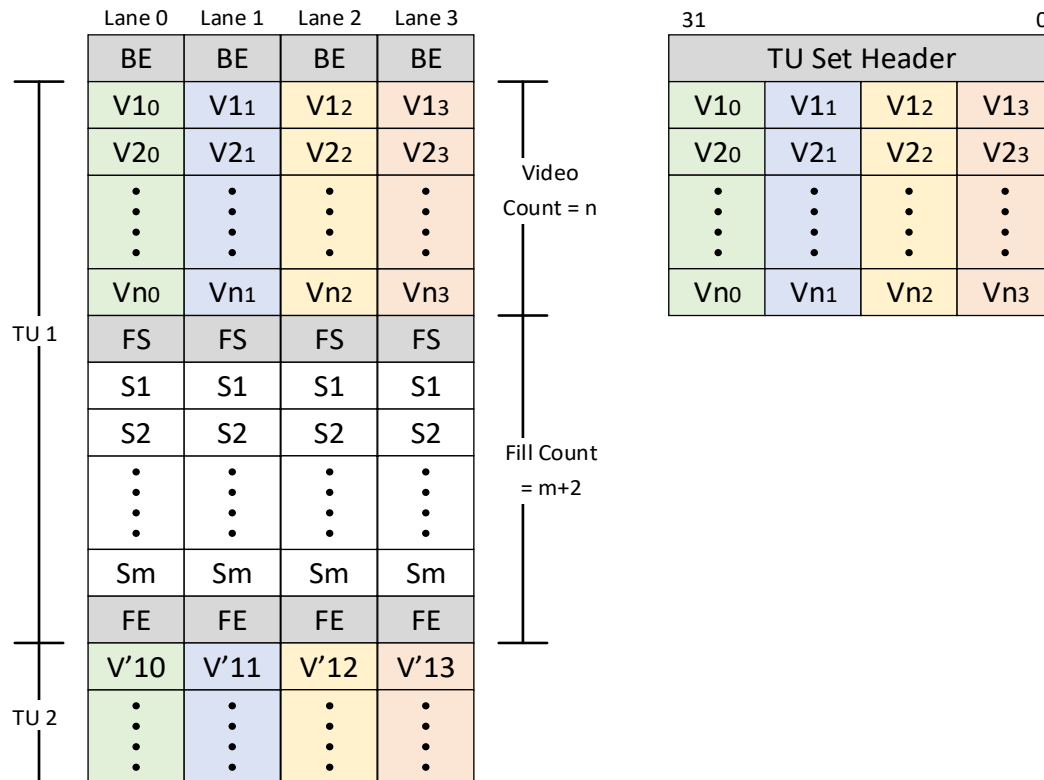 Lane 0 Lane 1 Lane 2 Lane 3
BE BE BE BE
V10 V11 V12 V13
V20 V21 V22 V23
Vn0 Vn1 Vn2 Vn3
FS FS FS FS
S1 S1 S1 S1
S2 S2 S2 S2
Sm Sm Sm Sm
FE FE FE FE
V'10 V'11 V'12 V'13
TU 1
TU 2
Video
Count = n
Fill Count
= m+2
31 0
TU Set Header
V10 V11 V12 V13
V20 V21 V22 V23
Vn0 Vn1 Vn2 Vn3